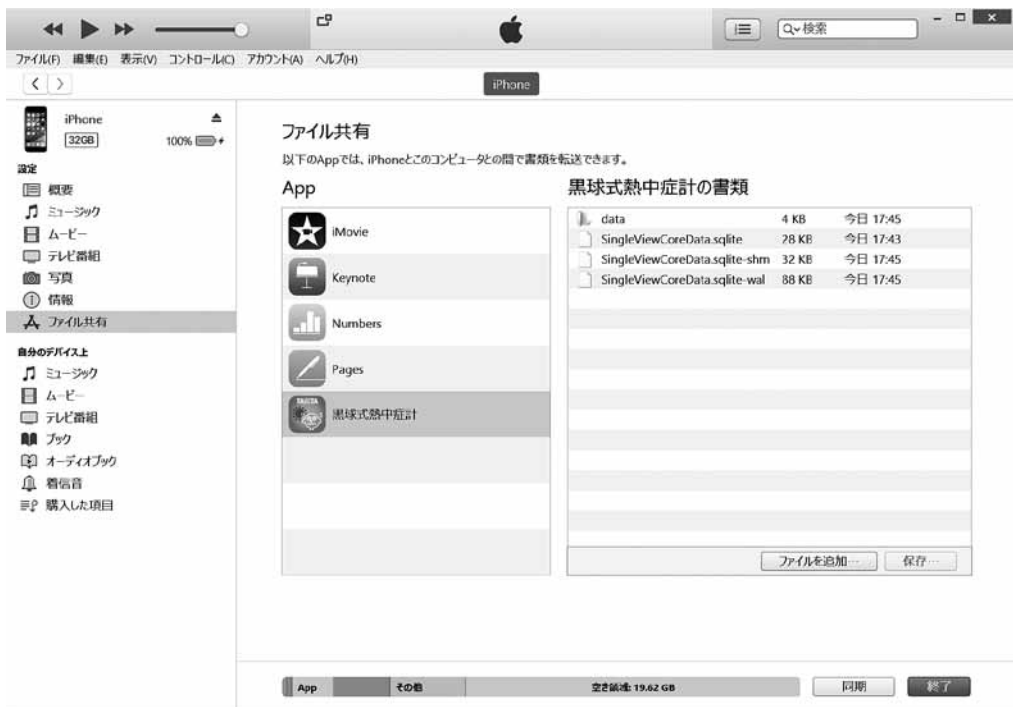 検索
ファイル(F) 編集(E) 表示(V) コントロール(C) アカウント(A) ヘルプ(H)
iPhone
iPhone
32GB 100%
設定
概要
ミュージック
ムービー
テレビ番組
写真
情報
ファイル共有
自分のデバイス上
ミュージック
ムービー
テレビ番組
ブック
オーディオブック
着信音
購入した項目
ファイル共有
以下のAppでは、iPhoneとこのコンピュータとの間で書類を転送できます。
App
iMovie
Keynote
Numbers
Pages
TANITA
黒球式熱中症計
黒球式熱中症計の書類
data 4 KB 今日 17:45
SingleViewCoreData.sqlite 28 KB 今日 17:43
SingleViewCoreData.sqlite-shm 32 KB 今日 17:45
SingleViewCoreData.sqlite-wal 88 KB 今日 17:45
ファイルを追加… 保存…
App その他 空き領域: 19.62 GB 同期 終了